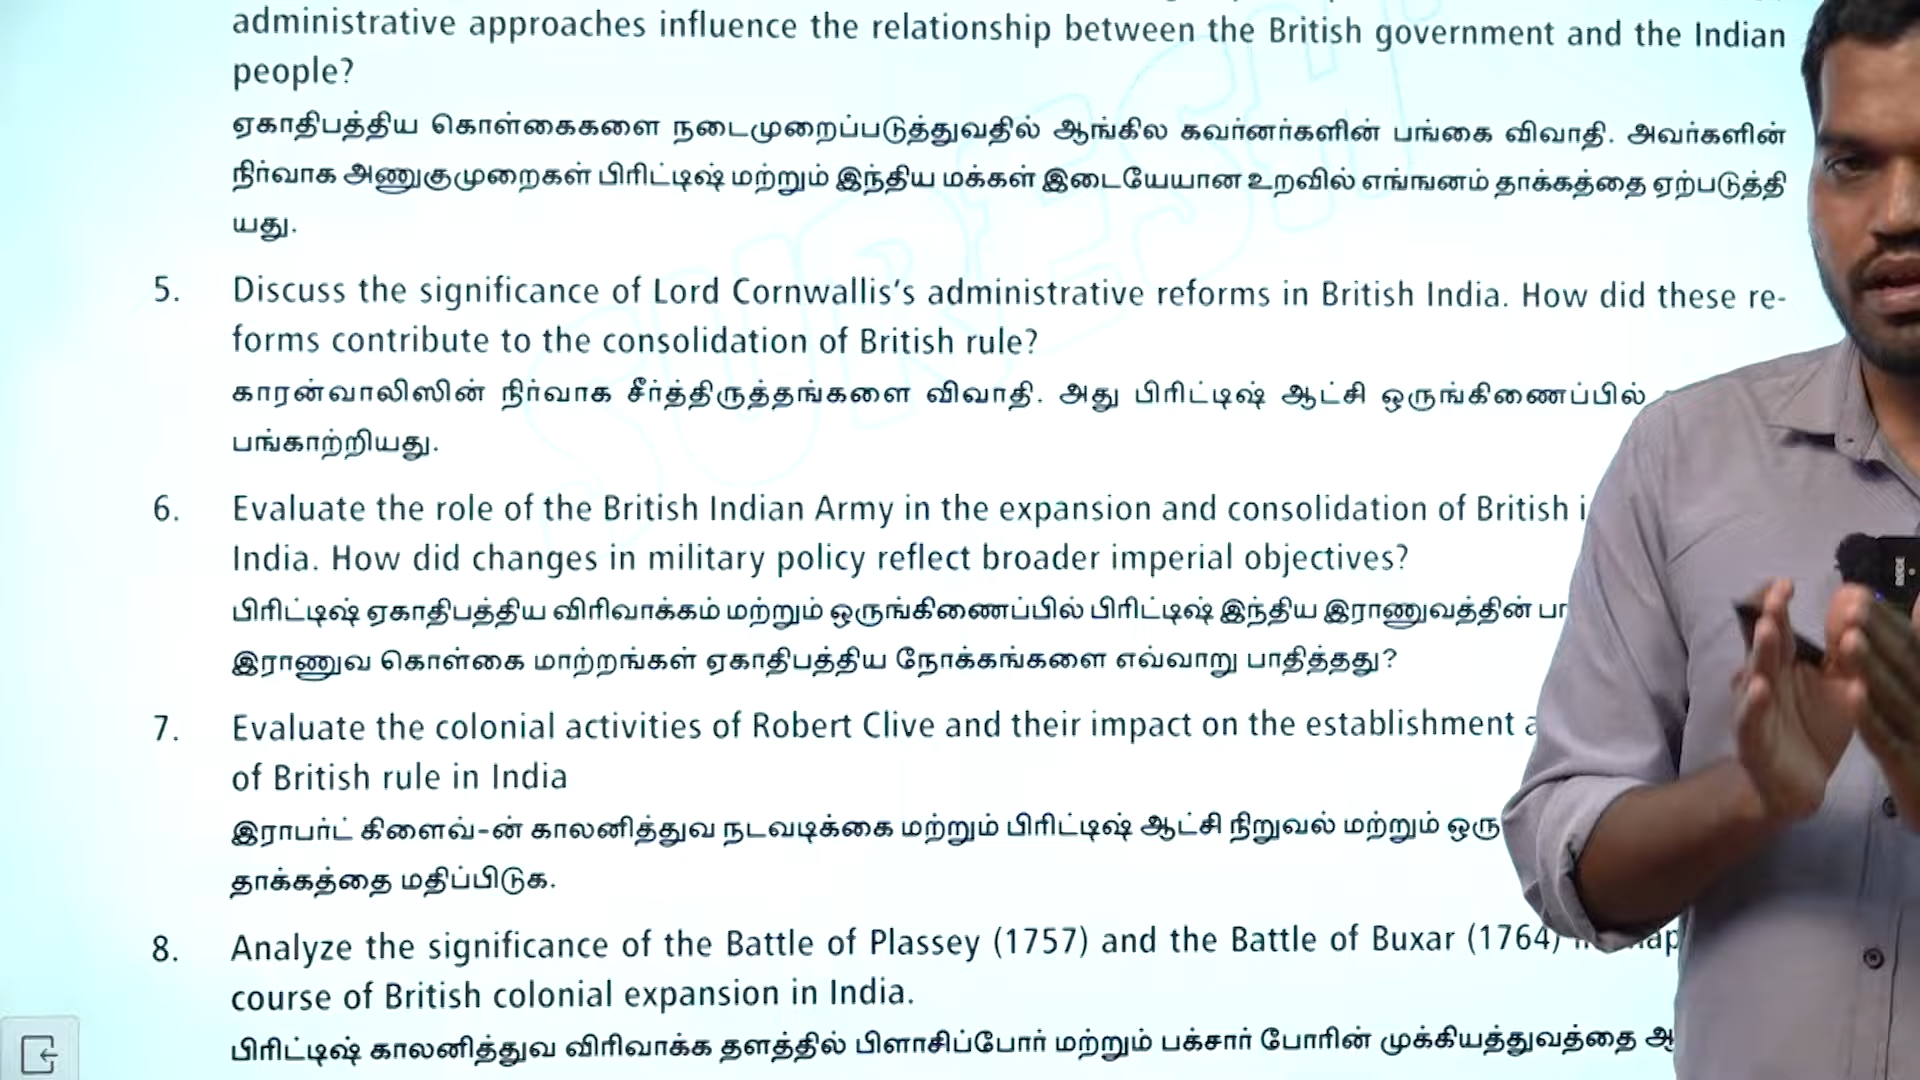 administrative approaches influence the relationship between the British government and the Indian
people?
ஏகாதிபத்திய கொள்கைகளை நடைமுறைப்படுத்துவதில் ஆங்கில கவர்னர்களின் பங்கை விவாதி. அவர்களின்
நிர்வாக அணுகுமுறைகள் பிரிட்டிஷ் மற்றும் இந்திய மக்கள் இடையேயான உறவில் எங்ஙனம் தாக்கத்தை ஏற்படுத்தி
யது.
5. Discuss the significance of Lord Cornwallis's administrative reforms in British India. How did these re-
forms contribute to the consolidation of British rule?
காரன்வாலிஸின் நிர்வாக சீர்த்திருத்தங்களை விவாதி. அது பிரிட்டிஷ் ஆட்சி ஒருங்கிணைப்பில்
பங்காற்றியது.
6. Evaluate the role of the British Indian Army in the expansion and consolidation of British
India. How did changes in military policy reflect broader imperial objectives?
பிரிட்டிஷ் ஏகாதிபத்திய விரிவாக்கம் மற்றும் ஒருங்கிணைப்பில் பிரிட்டிஷ் இந்திய இராணுவத்தின்
இராணுவ கொள்கை மாற்றங்கள் ஏகாதிபத்திய நோக்கங்களை எவ்வாறு பாதித்தது?
7. Evaluate the colonial activities of Robert Clive and their impact on the establishment
of British rule in India
இராபர்ட் கிளைவ்-ன் காலனித்துவ நடவடிக்கை மற்றும் பிரிட்டிஷ் ஆட்சி நிறுவல் மற்றும்
தாக்கத்தை மதிப்பிடுக.
8. Analyze the significance of the Battle of Plassey (1757) and the Battle of Buxar (1764)
course of British colonial expansion in India.
பிரிட்டிஷ் காலனித்துவ விரிவாக்க தளத்தில் பிளாசிப்போர் மற்றும் பக்சார் போரின் முக்கியத்துவத்தை
SURESH